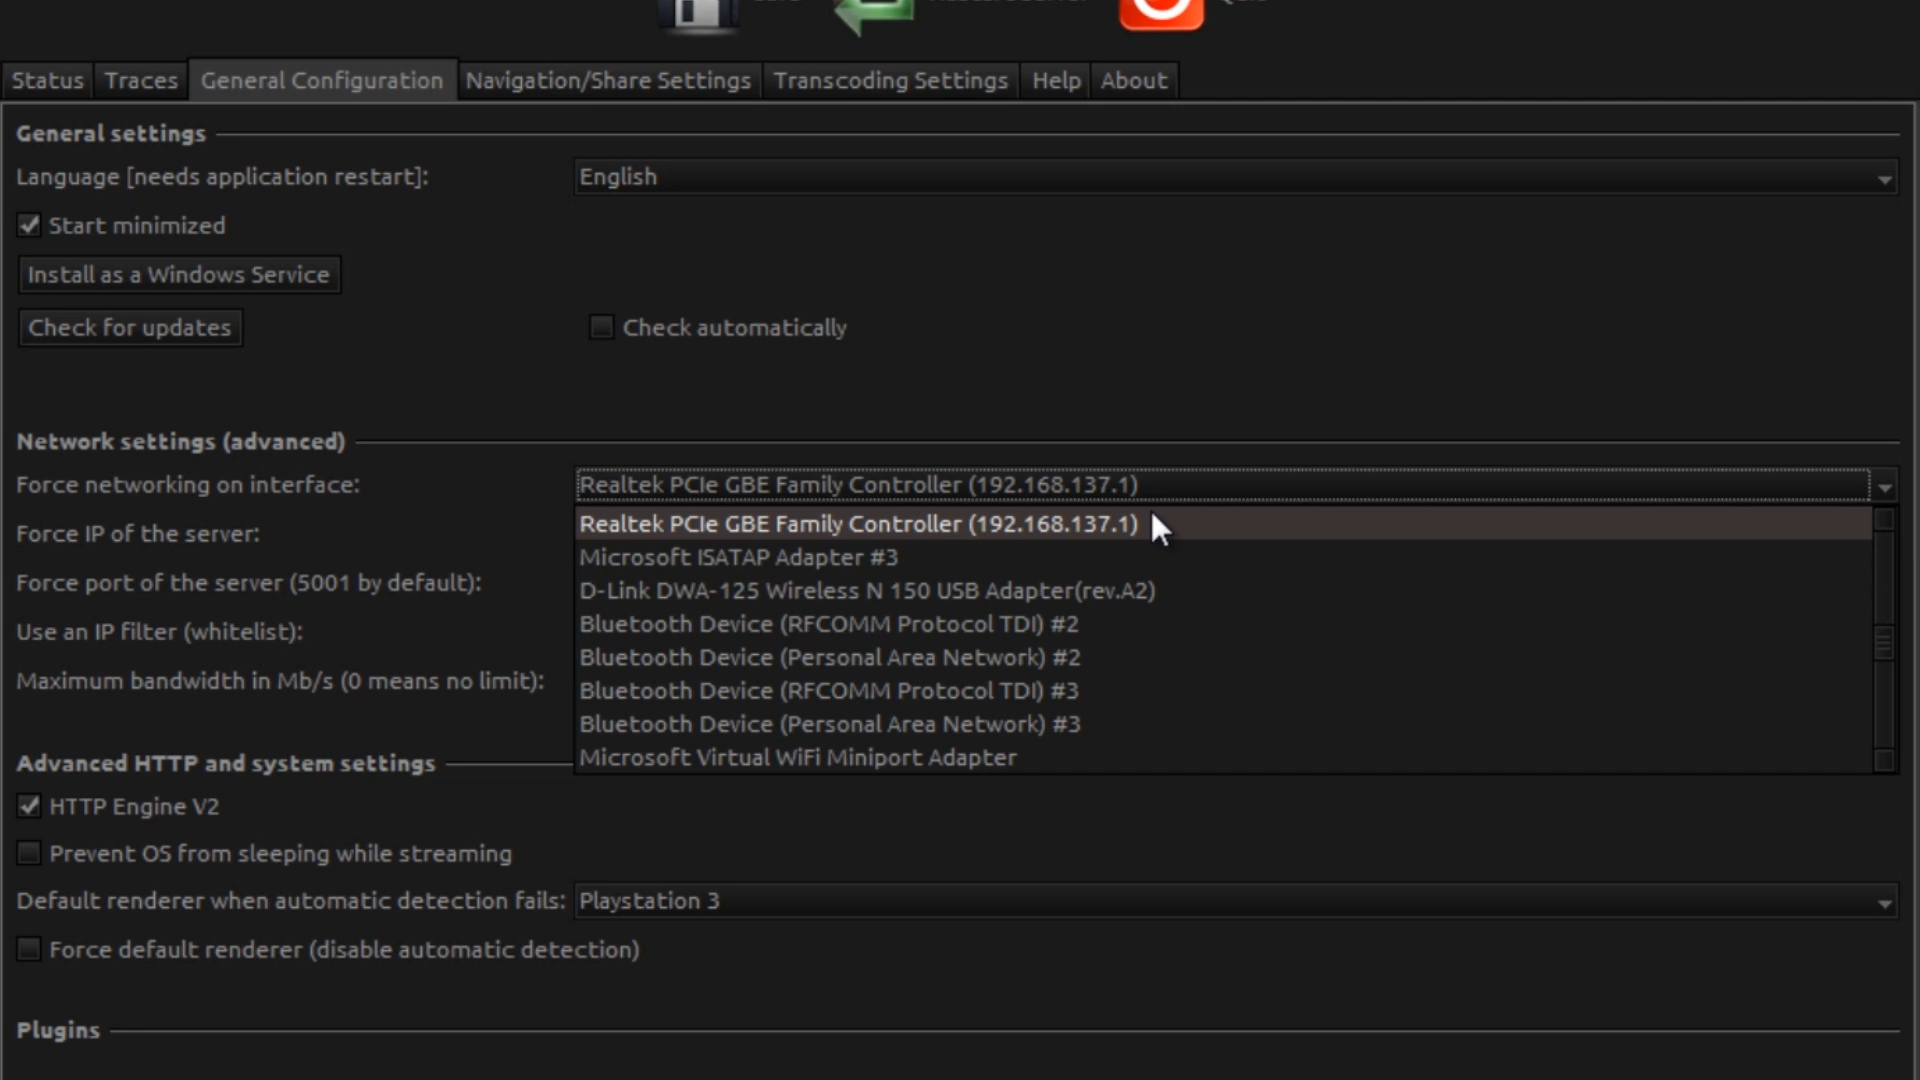 Status Traces General Configuration Navigation/Share Settings Transcoding Settings Help About
General settings
Language [needs application restart]: English
Start minimized
Install as a Windows Service
Check for updates Check automatically
Network settings (advanced)
Force networking on interface: Realtek PCIe GBE Family Controller (192.168.137.1)
Realtek PCIe GBE Family Controller (192.168.137.1)
Force IP of the server:
Microsoft ISATAP Adapter #3
Force port of the server (5001 by default):
D-Link DWA-125 Wireless N 150 USB Adapter(rev.A2)
Use an IP filter (whitelist):
Bluetooth Device (RFCOMM Protocol TDI) #2
Bluetooth Device (Personal Area Network) #2
Maximum bandwidth in Mb/s (0 means no limit):
Bluetooth Device (RFCOMM Protocol TDI) #3
Bluetooth Device (Personal Area Network) #3
Microsoft Virtual WiFi Miniport Adapter
Advanced HTTP and system settings
HTTP Engine V2
Prevent OS from sleeping while streaming
Default renderer when automatic detection fails: Playstation 3
Force default renderer (disable automatic detection)
Plugins